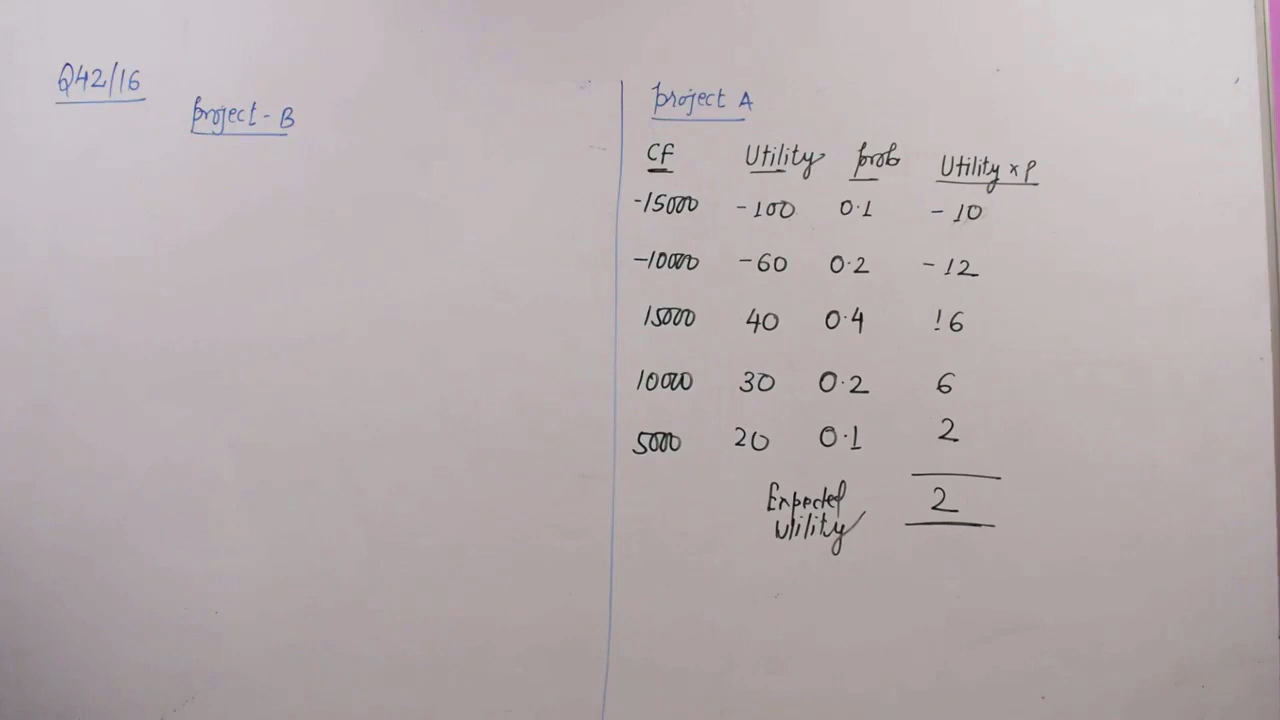 Q42/16
Project - B
Project A
CF Utility prob Utility x P
-15000 -100 0.1 -10
-10000 -60 0.2 -12
15000 40 0.4 16
10000 30 0.2 6
5000 20 0.1 2
Expected 2
Utility